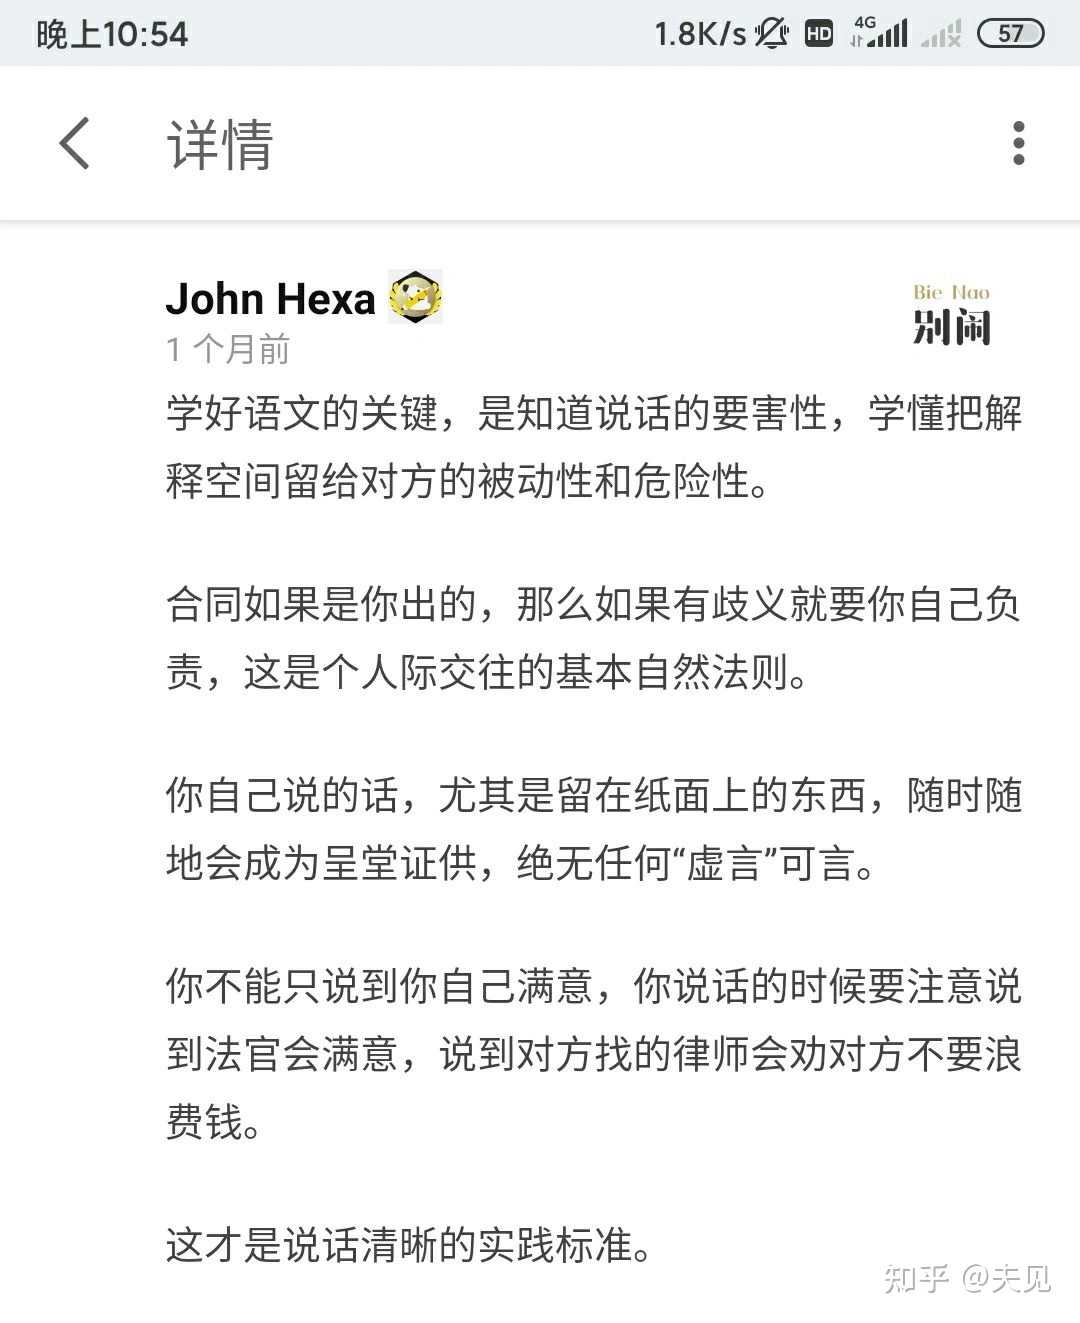 晚上10:54
1.8K/s HD 4G 57
详情
John Hexa
Bie Nao
别闹
1 个月前
学好语文的关键，是知道说话的要害性，学懂把解
释空间留给对方的被动性和危险性。
合同如果是你出的，那么如果有歧义就要你自己负
责，这是个人际交往的基本自然法则。
你自己说的话，尤其是留在纸面上的东西，随时随
地会成为呈堂证供，绝无任何“虚言”可言。
你不能只说到你自己满意，你说话的时候要注意说
到法官会满意，说到对方找的律师会劝对方不要浪
费钱。
这才是说话清晰的实践标准。
知乎 @夫见